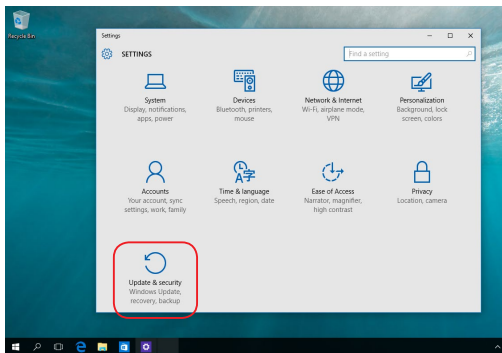 Recycle Bin
Settings
SETTINGS
Find a setting
System
Display, notifications,
apps, power
Devices
Bluetooth, printers,
mouse
Network & Internet
Wi-Fi, airplane mode,
VPN
Personalization
Background, lock
screen, colors
Accounts
Your account, sync
settings, work, family
Time & language
Speech, region, date
Ease of Access
Narrator, magnifier,
high contrast
Privacy
Location, camera
Update & security
Windows Update,
recovery, backup